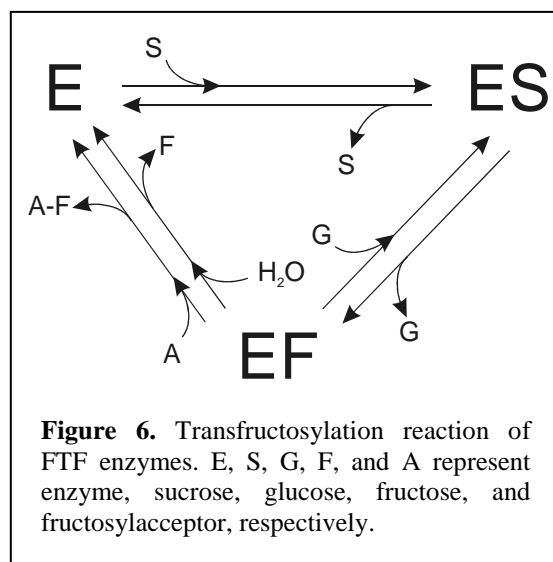 S
E
ES
F
S
A-F
G
H₂O
G
A
EF
Figure 6. Transfructosylation reaction of
FTF enzymes. E, S, G, F, and A represent
enzyme, sucrose, glucose, fructose, and
fructosylacceptor, respectively.